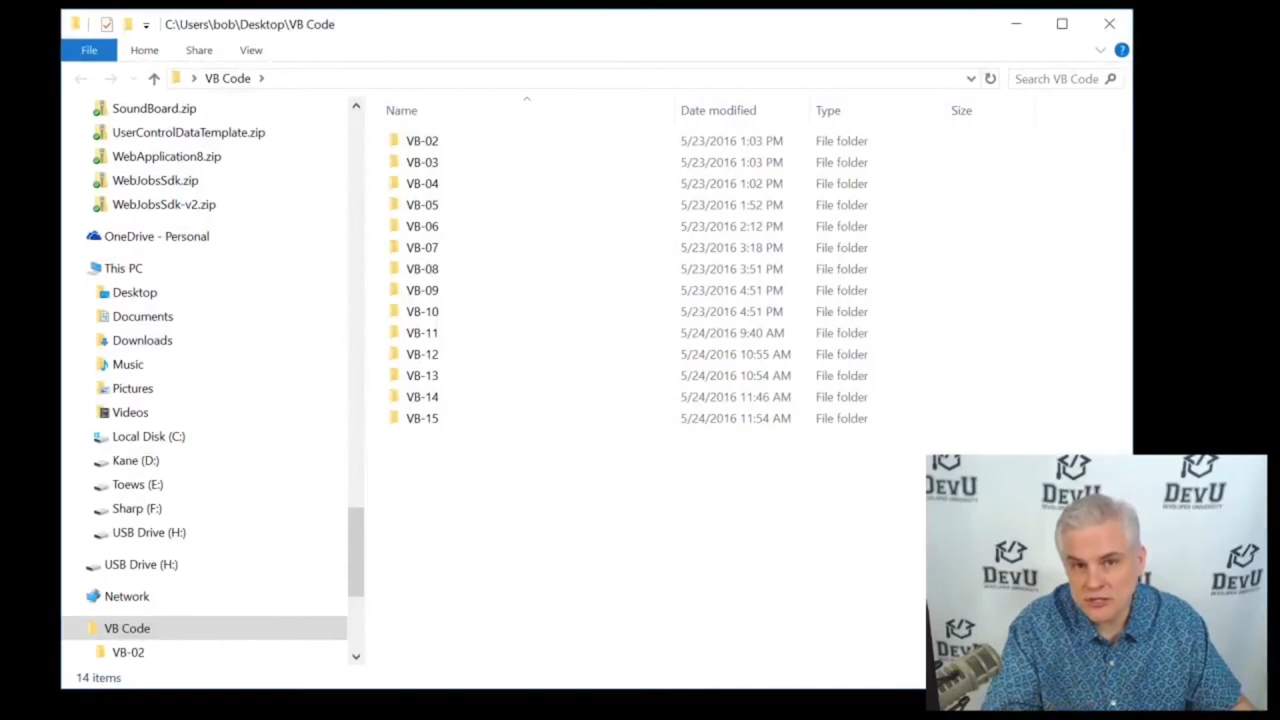 C:\Users\bob\Desktop\VB Code
File Home Share View
VB Code
Search VB Code
SoundBoard.zip
UserControlDataTemplate.zip
WebApplication8.zip
WebJobsSdk.zip
WebJobsSdk-v2.zip
OneDrive - Personal
This PC
Desktop
Documents
Downloads
Music
Pictures
Videos
Local Disk (C:)
Kane (D:)
Toews (E:)
Sharp (F:)
USB Drive (H:)
USB Drive (H:)
Network
VB Code
VB-02
14 items
Name Date modified Type Size
VB-02 5/23/2016 1:03 PM File folder
VB-03 5/23/2016 1:03 PM File folder
VB-04 5/23/2016 1:02 PM File folder
VB-05 5/23/2016 1:52 PM File folder
VB-06 5/23/2016 2:12 PM File folder
VB-07 5/23/2016 3:18 PM File folder
VB-08 5/23/2016 3:51 PM File folder
VB-09 5/23/2016 4:51 PM File folder
VB-10 5/23/2016 4:51 PM File folder
VB-11 5/24/2016 9:40 AM File folder
VB-12 5/24/2016 10:55 AM File folder
VB-13 5/24/2016 10:54 AM File folder
VB-14 5/24/2016 11:46 AM File folder
VB-15 5/24/2016 11:54 AM File folder
DEVU
DEVU
DEVELOPER UNIVERSITY
DEVU
DEVELOPER UNIVERSITY
DEVU
DEVELOPER UNIVERSITY
DEVU
DEVELOPER UNIVERSITY